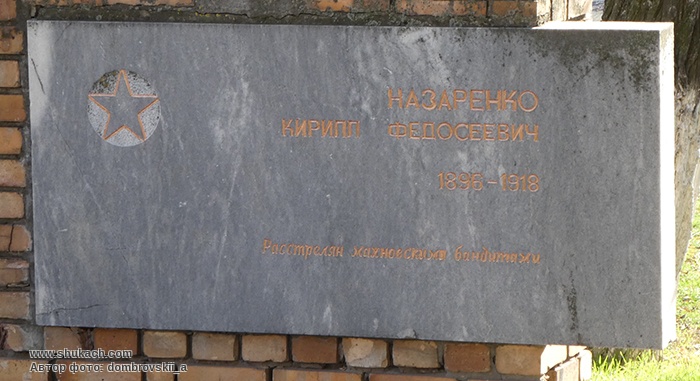 НАЗАРЕНКО
КИРИЛЛ ФЕДОСЕЕВИЧ
1896-1918
Расстрелян махновскими бандитами
www.shukach.com
Автор фото: dombrovskii_a